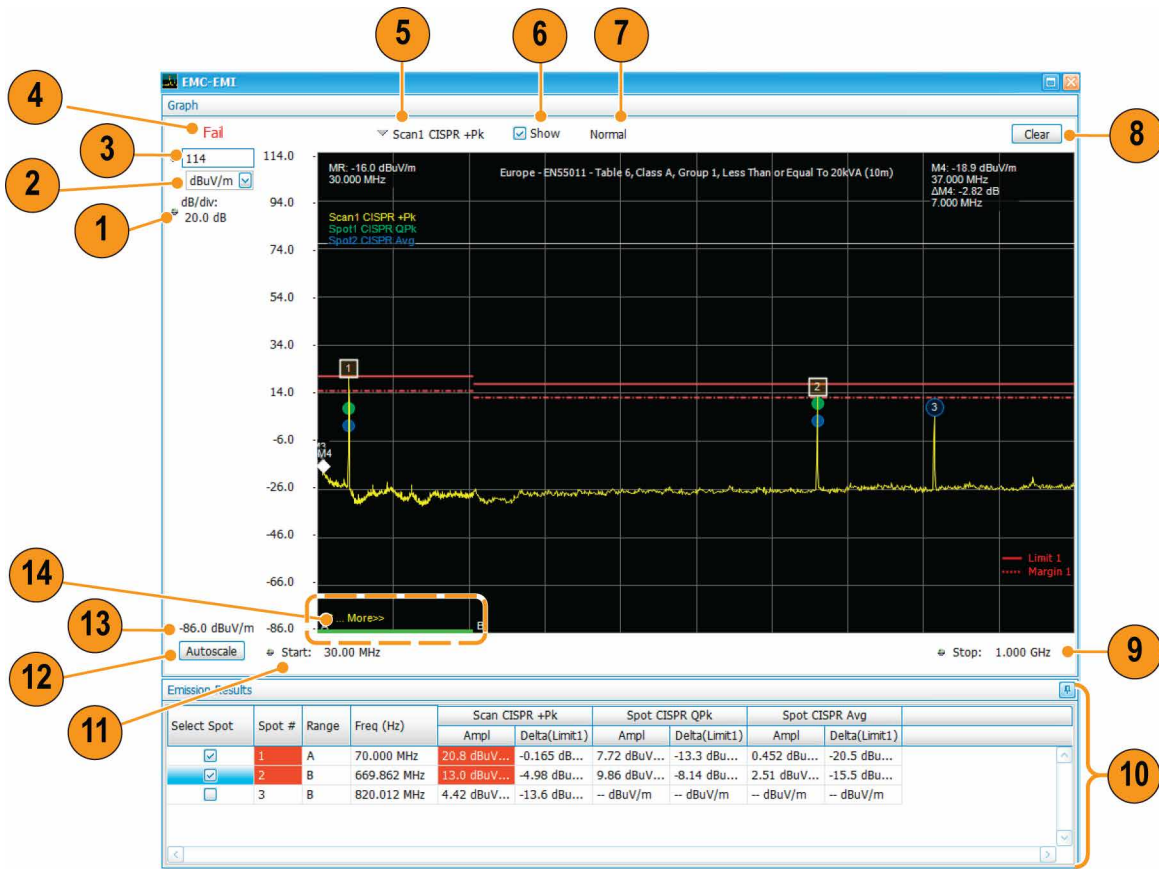 5
6
7
EMC-EMI
4
Graph
Fail
Scan1 CISPR +Pk
Show
Normal
Clear
8
3
114
114.0
2
dBuV/m
dB/div:
20.0 dB
1
94.0
74.0
54.0
34.0
14.0
-6.0
-26.0
-46.0
-66.0
-86.0
MR: -16.0 dBuV/m
30.000 MHz
Europe - EN55011 - Table 6, Class A, Group 1, Less Than or Equal To 20kVA (10m)
M4: -18.9 dBuV/m
37.000 MHz
ΔM4: -2.82 dB
7.000 MHz
Scan1 CISPR +Pk
Spot1 CISPR QPk
Spot2 CISPR Avg
1
2
3
M4
Limit 1
Margin 1
14
... More>>
B
13
-86.0 dBuV/m
12
Autoscale
Start: 30.00 MHz
Stop: 1.000 GHz
9
11
Emission Results
Select Spot Spot # Range Freq (Hz) Scan CISPR +Pk Spot CISPR QPk Spot CISPR Avg
Ampl Delta(Limit1) Ampl Delta(Limit1) Ampl Delta(Limit1)
1 A 70.000 MHz 20.8 dBuV... -0.165 dB... 7.72 dBuV... -13.3 dBu... 0.452 dBu... -20.5 dBu...
2 B 669.862 MHz 13.0 dBuV... -4.98 dBu... 9.86 dBuV... -8.14 dBu... 2.51 dBuV... -15.5 dBu...
3 B 820.012 MHz 4.42 dBuV... -13.6 dBu... -- dBuV/m -- dBuV/m -- dBuV/m -- dBuV/m
10